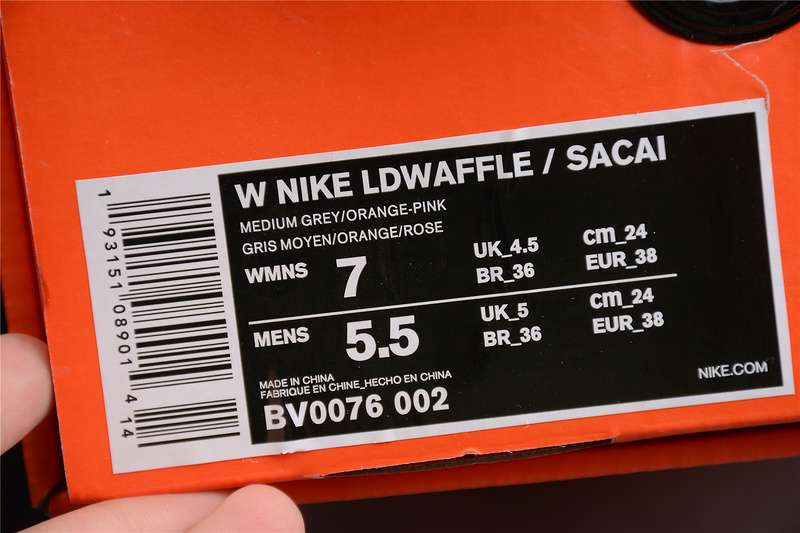 W NIKE LDWAFFLE / SACAI
MEDIUM GREY/ORANGE-PINK
GRIS MOYEN/ORANGE/ROSE
WMNS 7 UK_4.5 cm_24
BR_36 EUR_38
MENS 5.5 UK_5 cm_24
BR_36 EUR_38
MADE IN CHINA
FABRIQUE EN CHINE_HECHO EN CHINA
BV0076 002
NIKE.COM
1 93151 08901 4 14